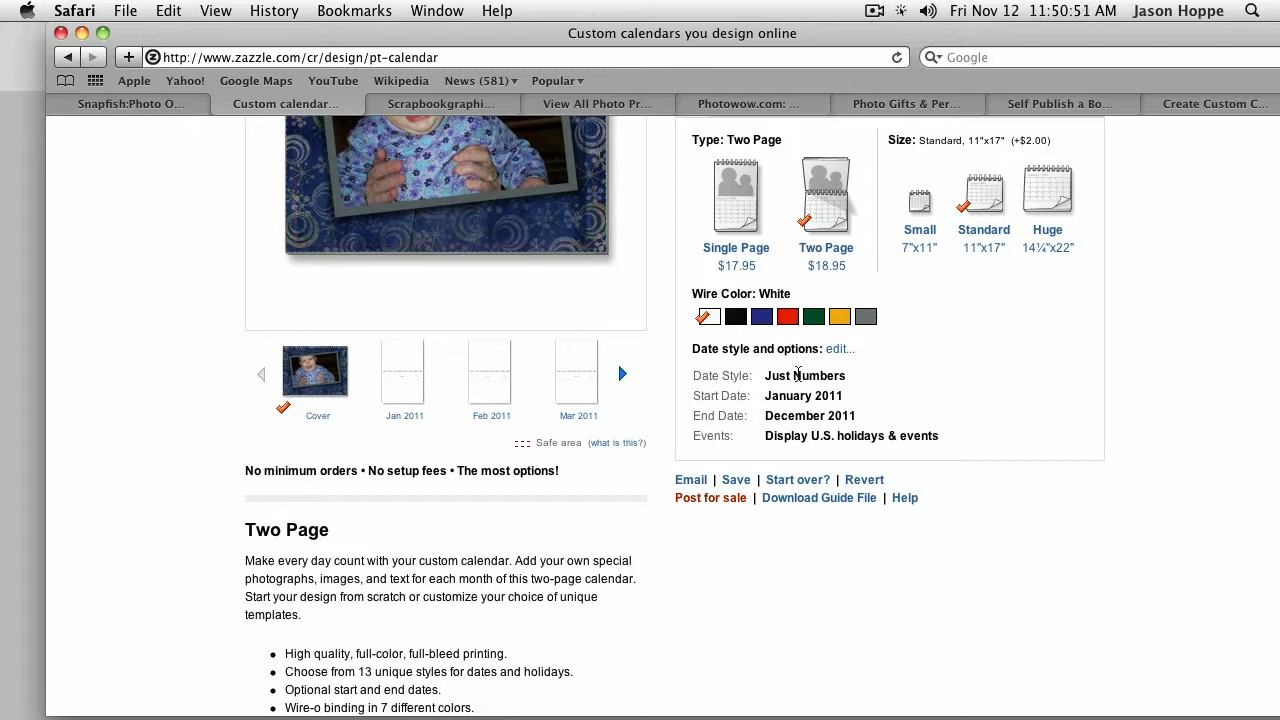 Safari File Edit View History Bookmarks Window Help Fri Nov 12 11:50:51 AM Jason Hoppe
Custom calendars you design online
http://www.zazzle.com/cr/design/pt-calendar Google
Apple Yahoo! Google Maps YouTube Wikipedia News (581) Popular
Snapfish:Photo O... Custom calendar... Scrapbookgraphi... View All Photo Pr... Photowow.com: ... Photo Gifts & Per... Self Publish a Bo... Create Custom C...
Type: Two Page
Size: Standard, 11"x17" (+$2.00)
Single Page
$17.95
Two Page
$18.95
Small
7"x11"
Standard
11"x17"
Huge
14¼"x22"
Wire Color: White
Date style and options: edit...
Date Style: Just Numbers
Start Date: January 2011
End Date: December 2011
Events: Display U.S. holidays & events
Email | Save | Start over? | Revert
Post for sale | Download Guide File | Help
Cover Jan 2011 Feb 2011 Mar 2011
Safe area (what is this?)
No minimum orders • No setup fees • The most options!
Two Page
Make every day count with your custom calendar. Add your own special
photographs, images, and text for each month of this two-page calendar.
Start your design from scratch or customize your choice of unique
templates.
• High quality, full-color, full-bleed printing.
• Choose from 13 unique styles for dates and holidays.
• Optional start and end dates.
• Wire-o binding in 7 different colors.